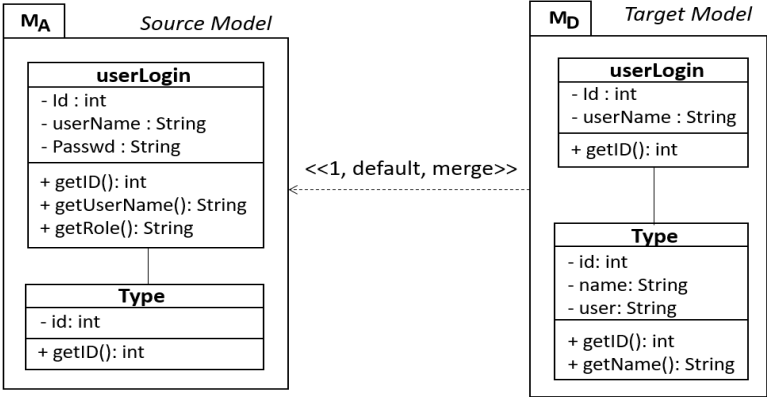 M_A
Source Model
userLogin
- Id : int
- userName : String
- Passwd : String
+ getID(): int
+ getUserName(): String
+ getRole(): String
Type
- id: int
+ getID(): int
<<1, default, merge>>
M_D
Target Model
userLogin
- Id : int
- userName : String
+ getID(): int
Type
- id: int
- name: String
- user: String
+ getID(): int
+ getName(): String